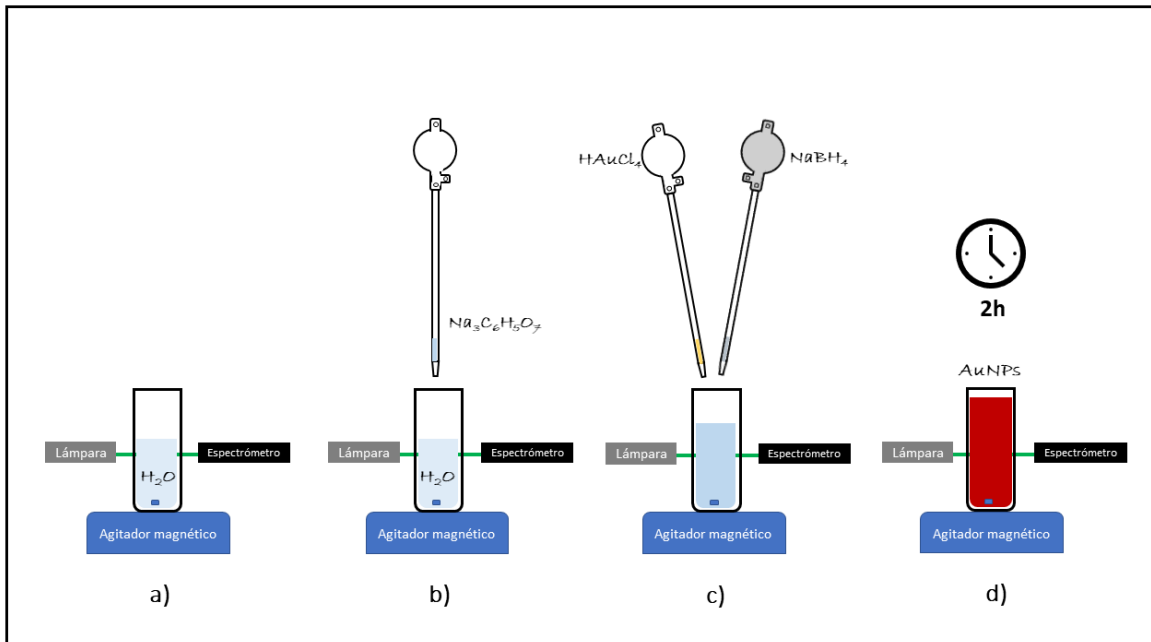 HAuCl₄
NaBH₄
Na₃C₆H₅O₇
2h
AuNPs
Lámpara
Espectrómetro
H₂O
Agitador magnético
a)
Lámpara
Espectrómetro
H₂O
Agitador magnético
b)
Lámpara
Espectrómetro
Agitador magnético
c)
Lámpara
Espectrómetro
Agitador magnético
d)